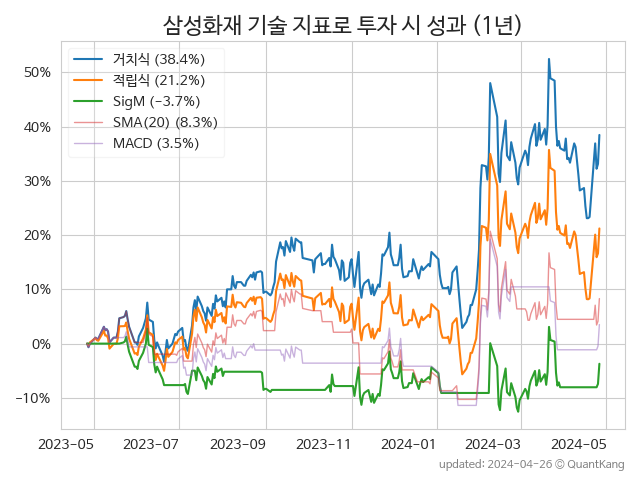 삼성화재 기술 지표로 투자 시 성과 (1년)
거치식 (38.4%)
적립식 (21.2%)
SigM (−3.7%)
SMA(20) (8.3%)
MACD (3.5%)
50%
40%
30%
20%
10%
0%
−10%
2023-05 2023-07 2023-09 2023-11 2024-01 2024-03 2024-05
updated: 2024-04-26 © QuantKang